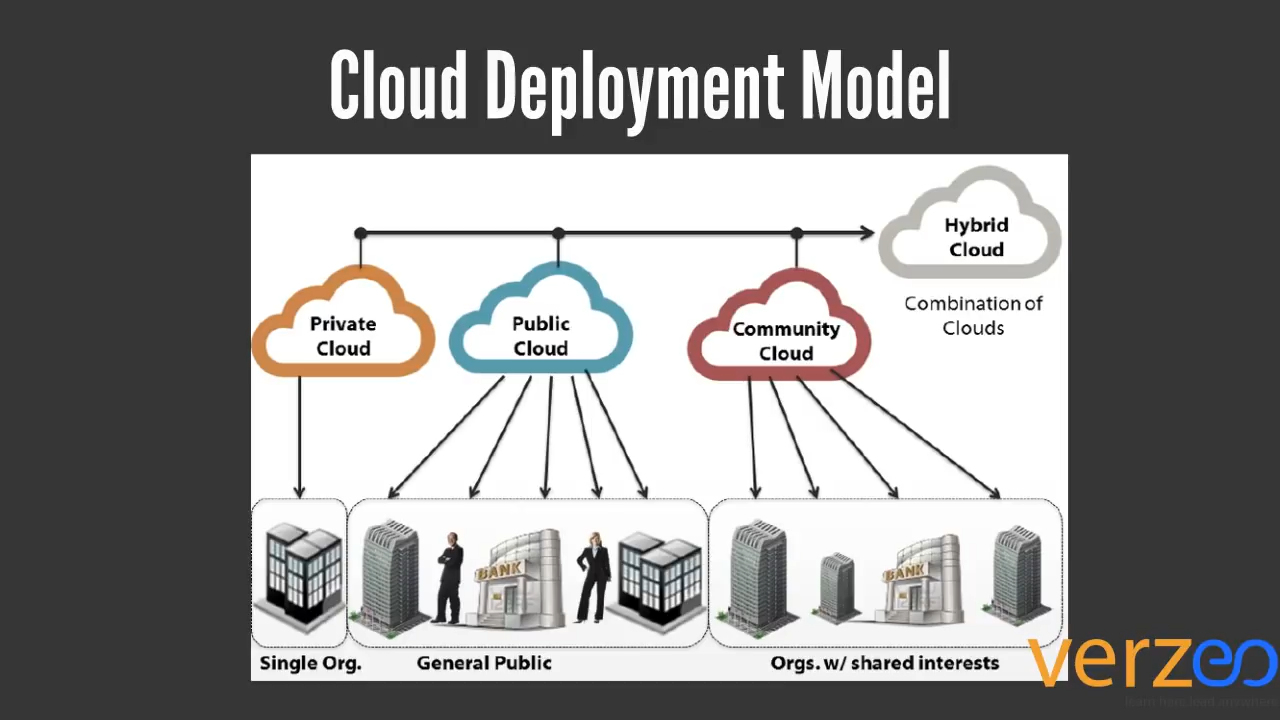 Cloud Deployment Model
Hybrid
Cloud
Combination of
Clouds
Private
Cloud
Public
Cloud
Community
Cloud
BANK
BANK
Single Org.
General Public
Orgs. w/ shared interests
verzeo